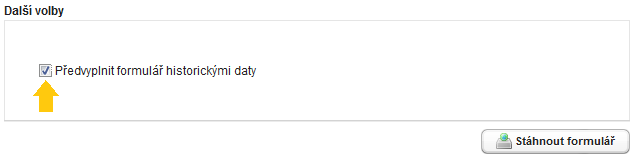 Další volby
Předvyplnit formulář historickými daty
Stáhnout formulář